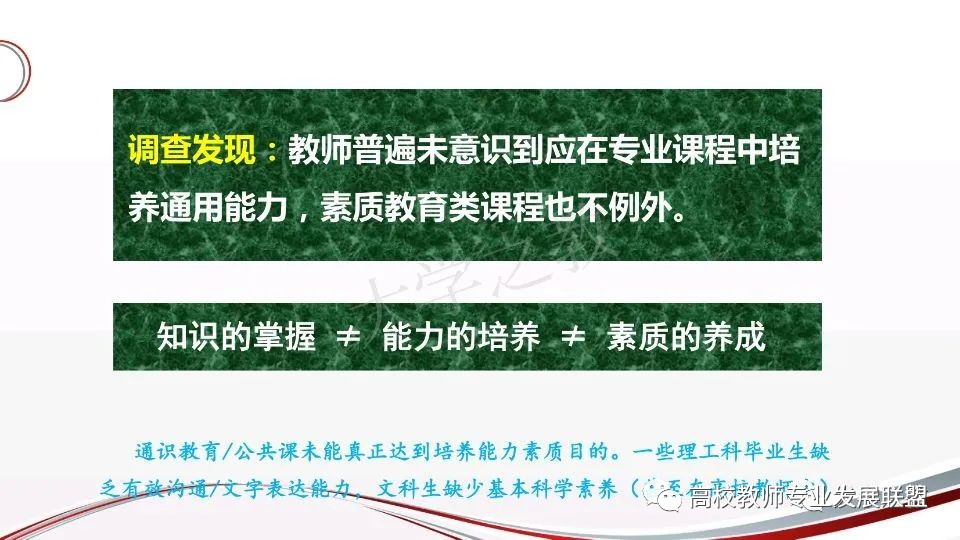 调查发现：教师普遍未意识到应在专业课程中培
养通用能力，素质教育类课程也不例外。
大学之教
知识的掌握 ≠ 能力的培养 ≠ 素质的养成
通识教育/公共课未能真正达到培养能力素质目的。一些理工科毕业生缺
乏有效沟通/文字表达能力，文科生缺少基本科学素养（
高校教师专业发展联盟